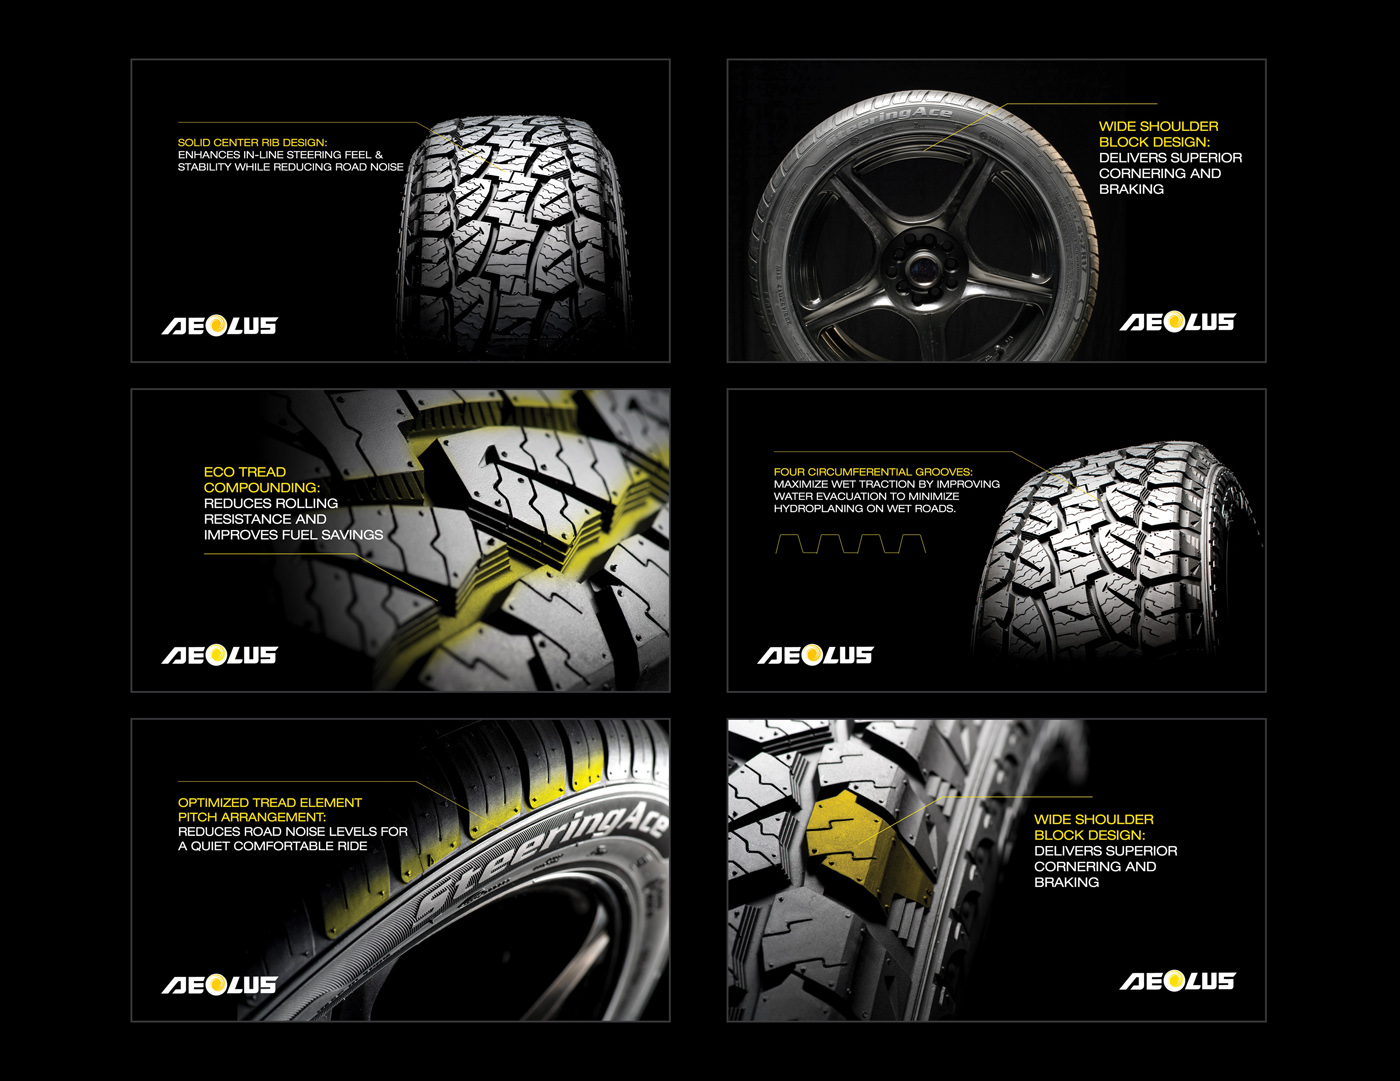 SOLID CENTER RIB DESIGN:
ENHANCES IN-LINE STEERING FEEL &
STABILITY WHILE REDUCING ROAD NOISE
AEOLUS
SteeringAce
WIDE SHOULDER
BLOCK DESIGN:
DELIVERS SUPERIOR
CORNERING AND
BRAKING
AEOLUS
ECO TREAD
COMPOUNDING:
REDUCES ROLLING
RESISTANCE AND
IMPROVES FUEL SAVINGS
AEOLUS
FOUR CIRCUMFERENTIAL GROOVES:
MAXIMIZE WET TRACTION BY IMPROVING
WATER EVACUATION TO MINIMIZE
HYDROPLANING ON WET ROADS.
AEOLUS
OPTIMIZED TREAD ELEMENT
PITCH ARRANGEMENT:
REDUCES ROAD NOISE LEVELS FOR
A QUIET COMFORTABLE RIDE
SteeringAce
AEOLUS
WIDE SHOULDER
BLOCK DESIGN:
DELIVERS SUPERIOR
CORNERING AND
BRAKING
AEOLUS